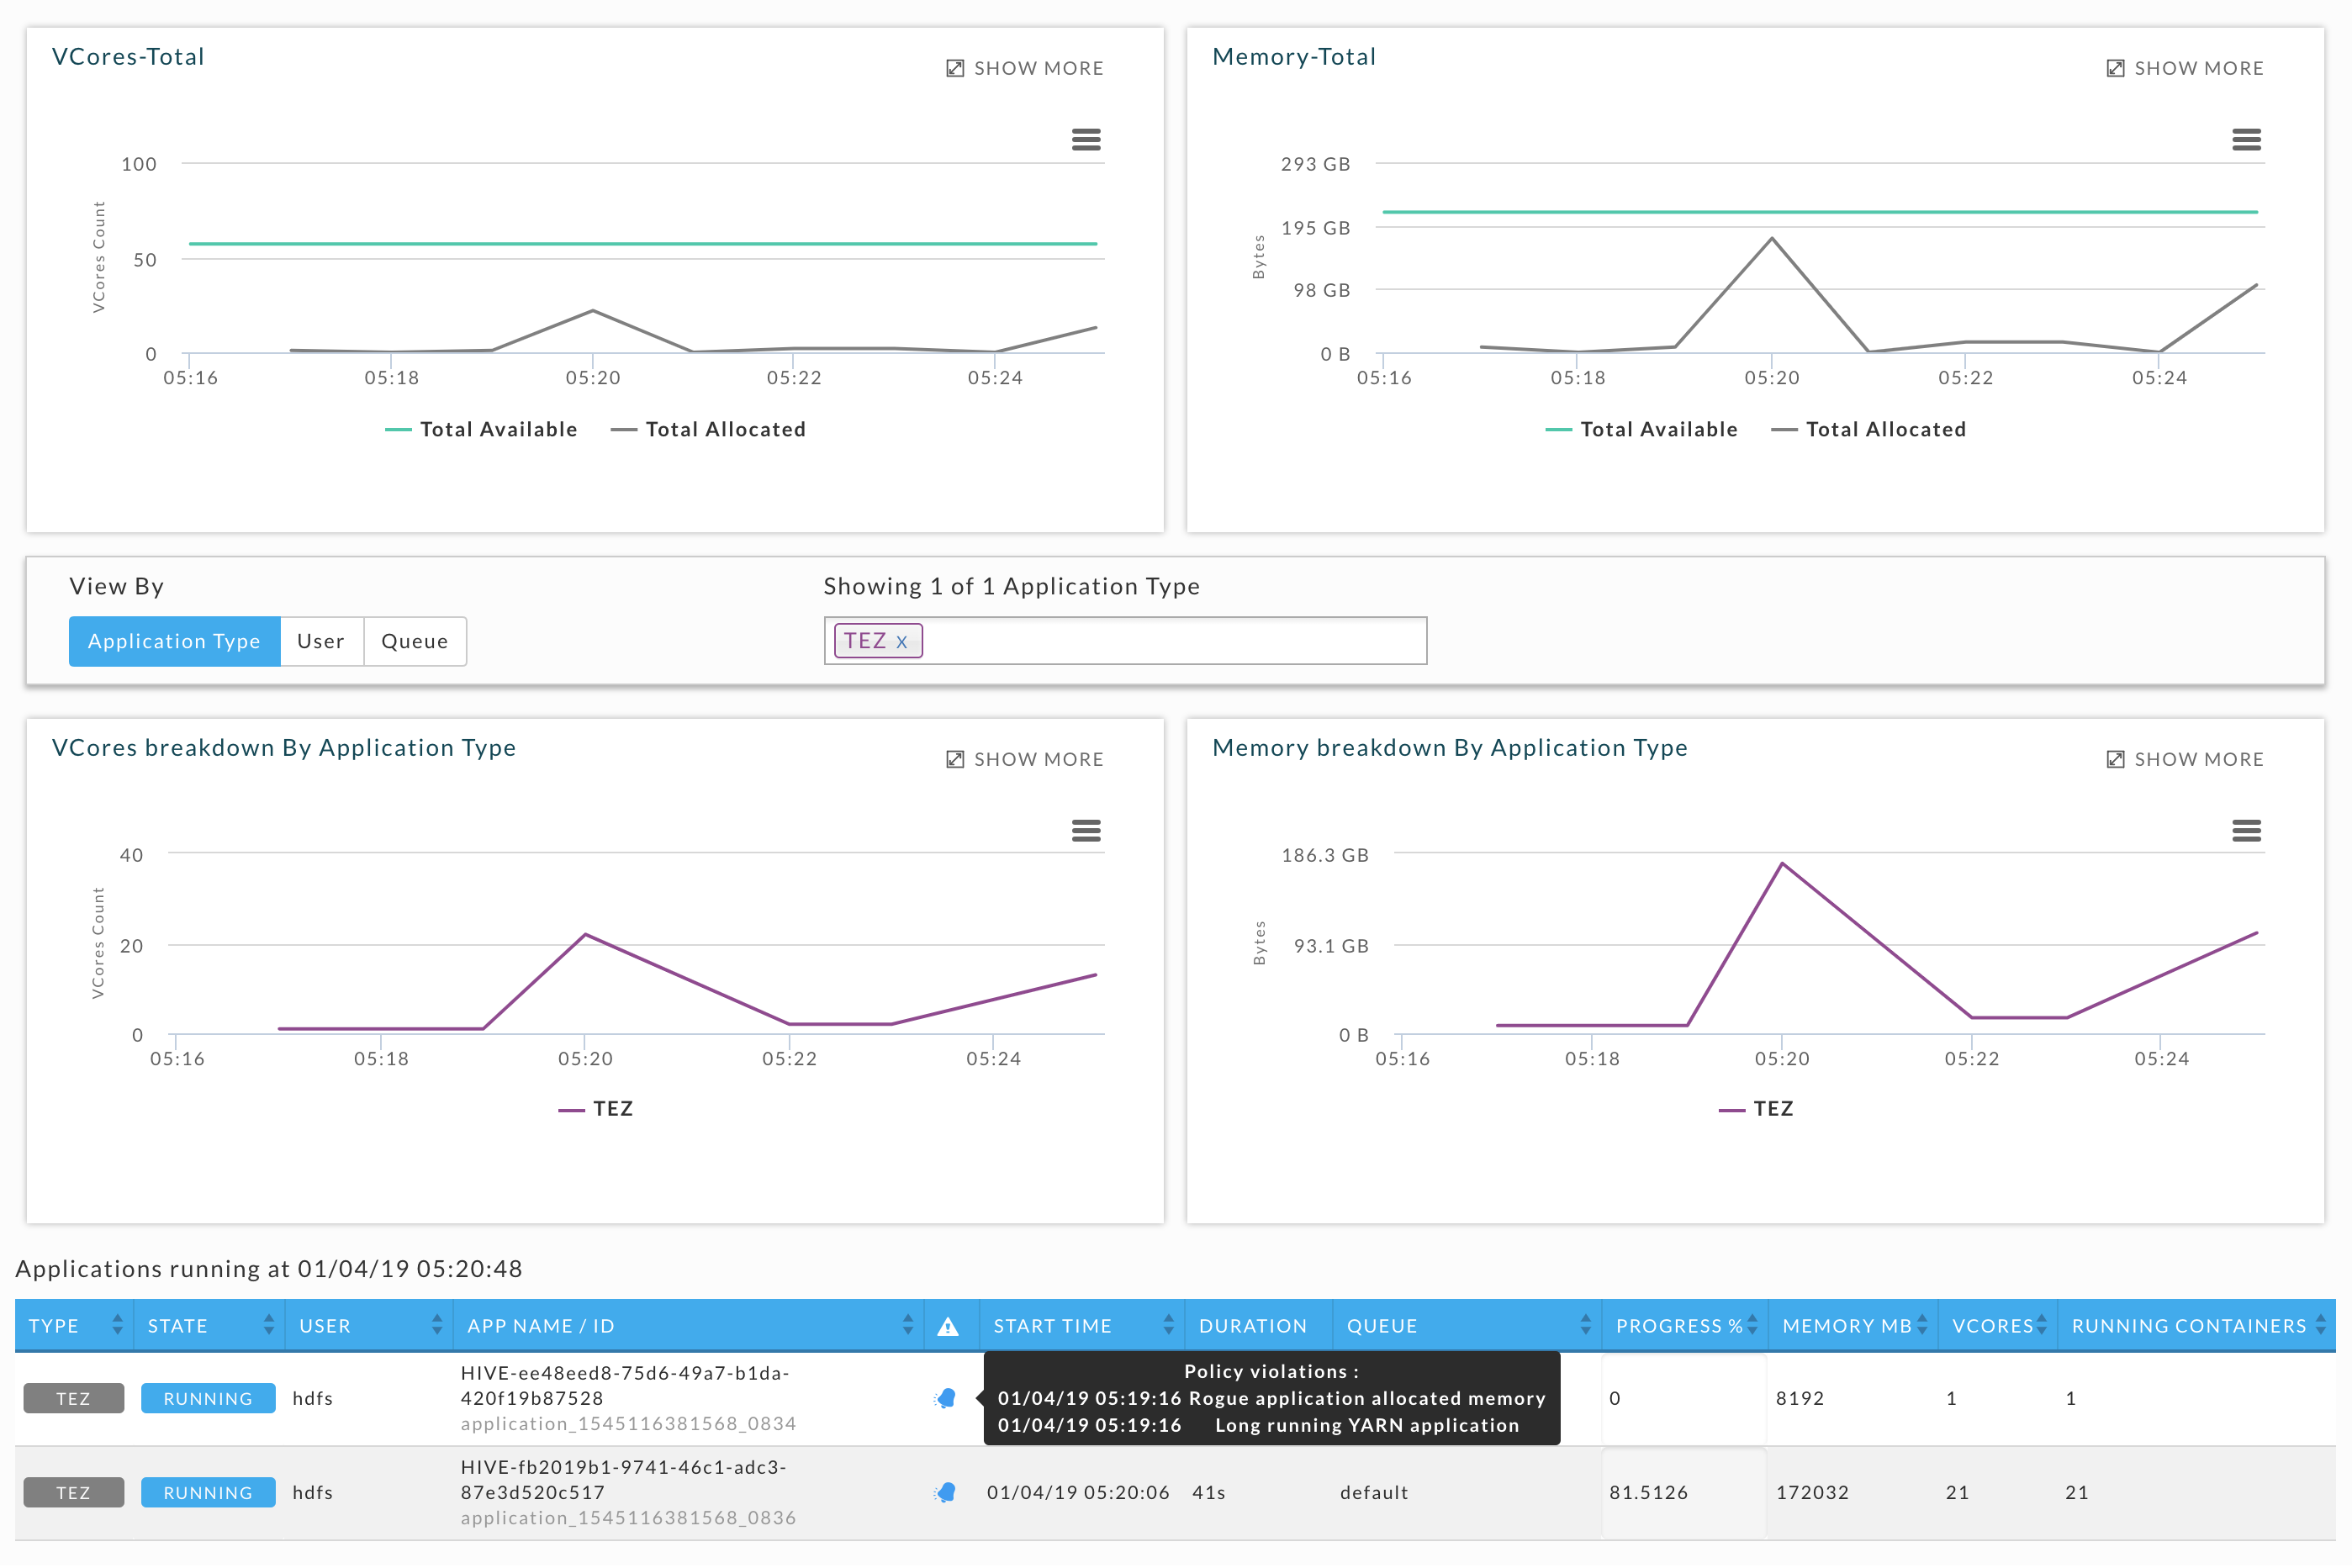 VCores-Total
SHOW MORE
100
50
0
VCores Count
05:16 05:18 05:20 05:22 05:24
Total Available Total Allocated
Memory-Total
SHOW MORE
293 GB
195 GB
98 GB
0 B
Bytes
05:16 05:18 05:20 05:22 05:24
Total Available Total Allocated
View By
Application Type User Queue
Showing 1 of 1 Application Type
TEZ x
VCores breakdown By Application Type
SHOW MORE
40
20
0
VCores Count
05:16 05:18 05:20 05:22 05:24
TEZ
Memory breakdown By Application Type
SHOW MORE
186.3 GB
93.1 GB
0 B
Bytes
05:16 05:18 05:20 05:22 05:24
TEZ
Applications running at 01/04/19 05:20:48
TYPE STATE USER APP NAME / ID START TIME DURATION QUEUE PROGRESS % MEMORY MB VCORES RUNNING CONTAINERS
HIVE-ee48eed8-75d6-49a7-b1da-
TEZ RUNNING hdfs 420f19b87528 0 8192 1 1
application_1545116381568_0834
Policy violations :
01/04/19 05:19:16 Rogue application allocated memory
01/04/19 05:19:16 Long running YARN application
HIVE-fb2019b1-9741-46c1-adc3-
TEZ RUNNING hdfs 87e3d520c517 01/04/19 05:20:06 41s default 81.5126 172032 21 21
application_1545116381568_0836